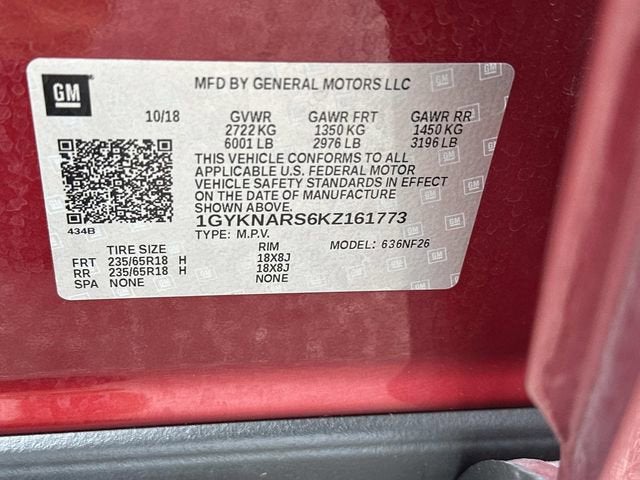 GM
MFD BY GENERAL MOTORS LLC
10/18 GVWR GAWR FRT GAWR RR
2722 KG 1350 KG 1450 KG
6001 LB 2976 LB 3196 LB
THIS VEHICLE CONFORMS TO ALL
APPLICABLE U.S. FEDERAL MOTOR
VEHICLE SAFETY STANDARDS IN EFFECT
ON THE DATE OF MANUFACTURE
SHOWN ABOVE.
1GYKNARS6KZ161773
434B TYPE: M.P.V. MODEL: 636NF26
TIRE SIZE RIM
FRT 235/65R18 H 18X8J
RR 235/65R18 H 18X8J
SPA NONE NONE